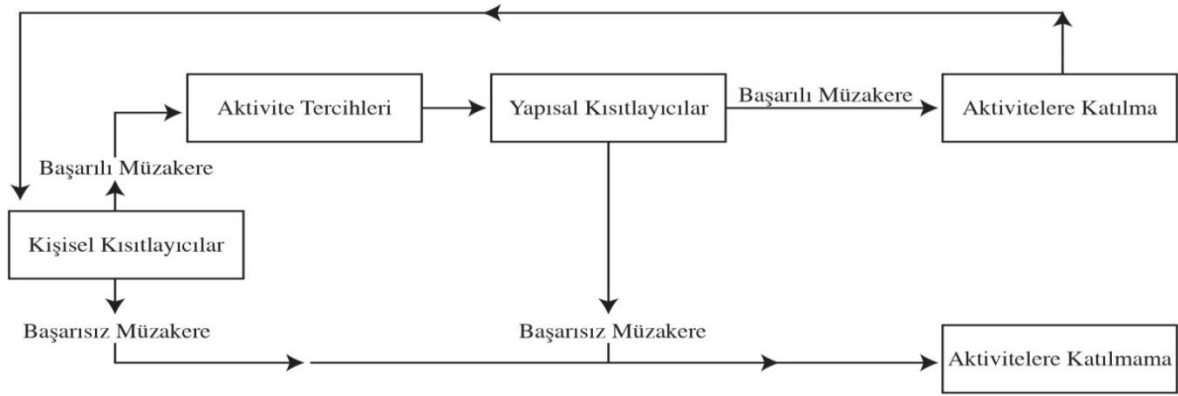 Aktivite Tercihleri
Yapısal Kısıtlayıcılar
Başarılı Müzakere
Aktivitelere Katılma
Başarılı Müzakere
Kişisel Kısıtlayıcılar
Başarısız Müzakere
Başarısız Müzakere
Aktivitelere Katılmama